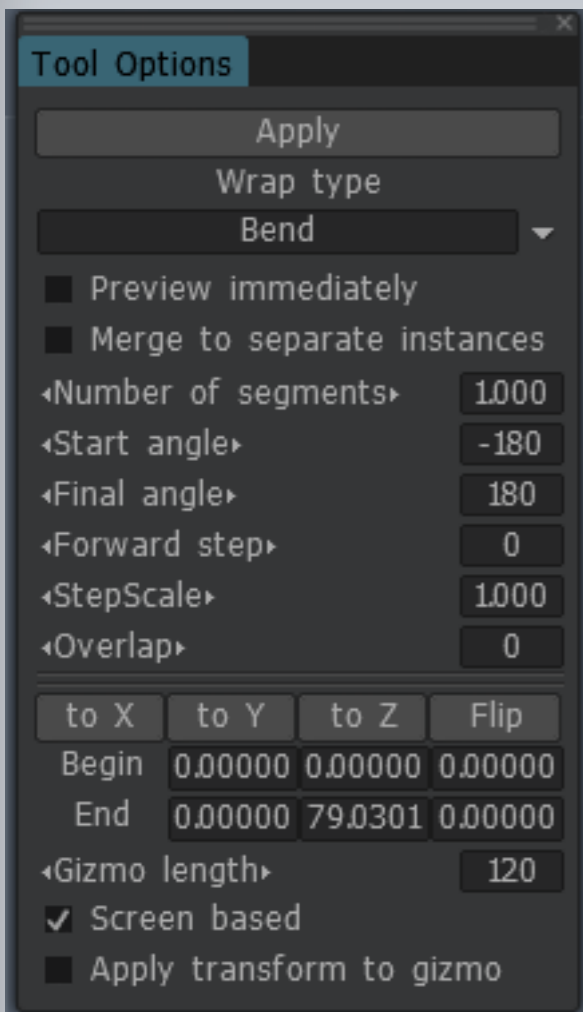 Tool Options
Apply
Wrap type
Bend
Preview immediately
Merge to separate instances
Number of segments 1.000
Start angle -180
Final angle 180
Forward step 0
StepScale 1.000
Overlap 0
to X to Y to Z Flip
Begin 0.00000 0.00000 0.00000
End 0.00000 79.0301 0.00000
Gizmo length 120
Screen based
Apply transform to gizmo